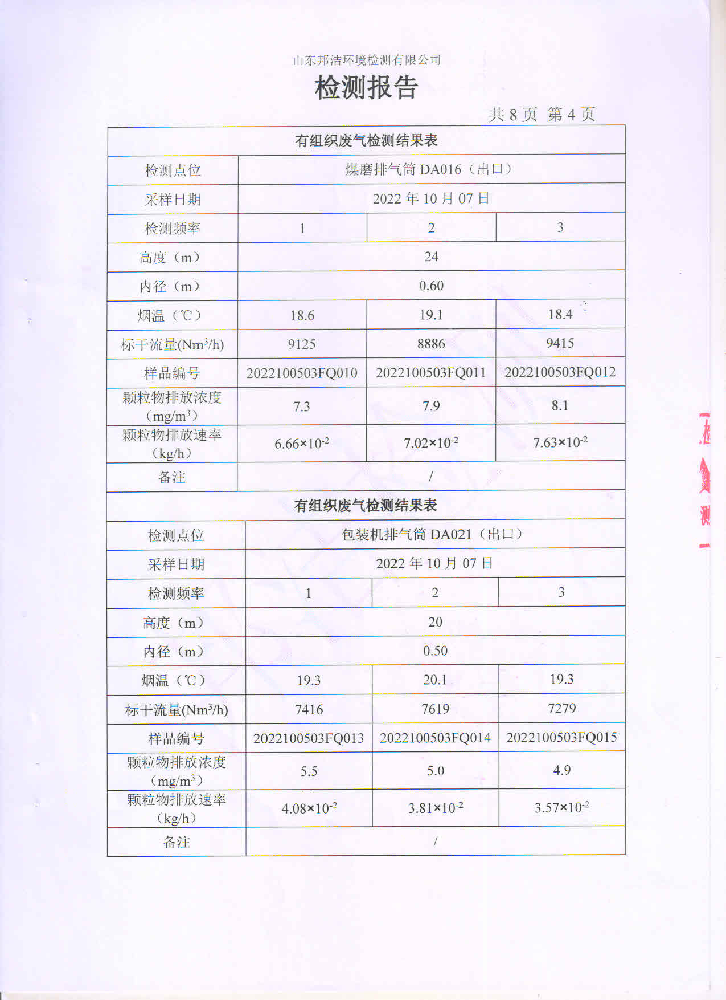 山东邦洁环境检测有限公司
检测报告
共 8 页 第 4 页
有组织废气检测结果表
检测点位 煤磨排气筒 DA016（出口）
采样日期 2022 年 10 月 07 日
检测频率 1 2 3
高度（m） 24
内径（m） 0.60
烟温（℃） 18.6 19.1 18.4
标干流量(Nm³/h) 9125 8886 9415
样品编号 2022100503FQ010 2022100503FQ011 2022100503FQ012
颗粒物排放浓度
（mg/m³） 7.3 7.9 8.1
颗粒物排放速率
（kg/h） 6.66×10⁻² 7.02×10⁻² 7.63×10⁻²
备注 /
有组织废气检测结果表
检测点位 包装机排气筒 DA021（出口）
采样日期 2022 年 10 月 07 日
检测频率 1 2 3
高度（m） 20
内径（m） 0.50
烟温（℃） 19.3 20.1 19.3
标干流量(Nm³/h) 7416 7619 7279
样品编号 2022100503FQ013 2022100503FQ014 2022100503FQ015
颗粒物排放浓度
（mg/m³） 5.5 5.0 4.9
颗粒物排放速率
（kg/h） 4.08×10⁻² 3.81×10⁻² 3.57×10⁻²
备注 /